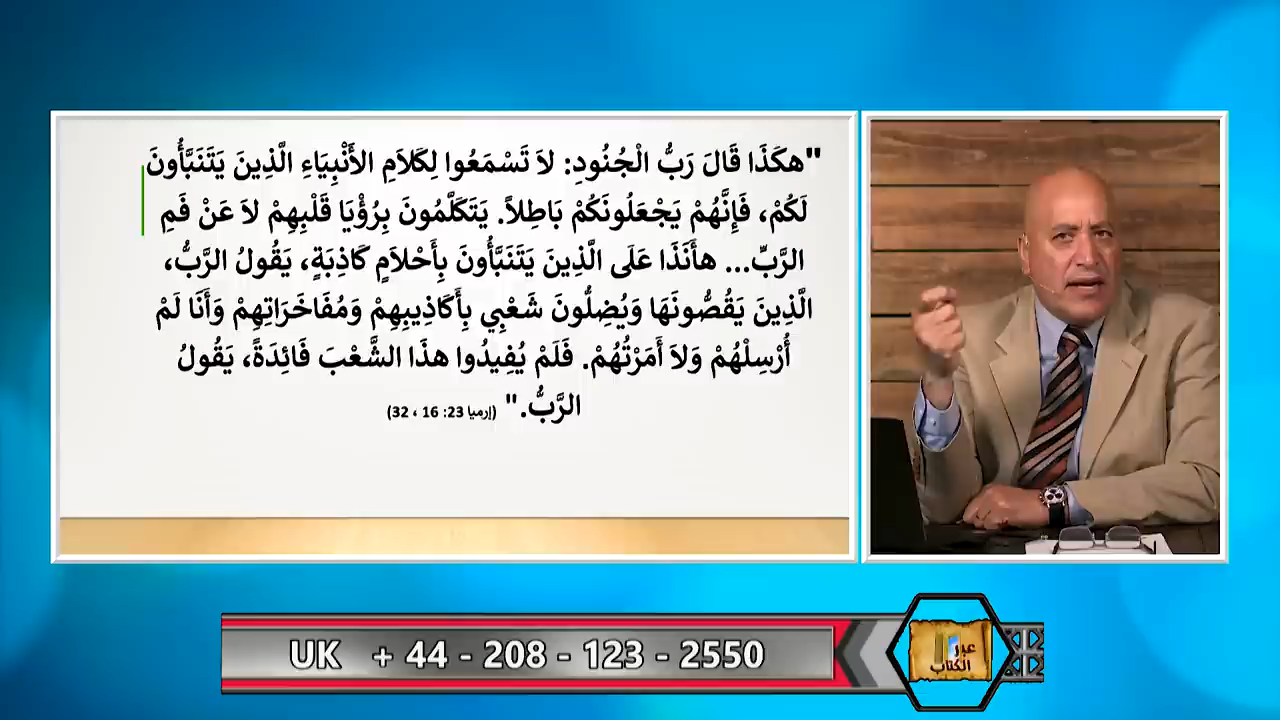 "هكَذَا قَالَ رَبُّ الْجُنُودِ: لاَ تَسْمَعُوا لِكَلاَمِ الأَنْبِيَاءِ الَّذِينَ يَتَنَبَّأُونَ
لَكُمْ، فَإِنَّهُمْ يَجْعَلُونَكُمْ بَاطِلاً. يَتَكَلَّمُونَ بِرُؤْيَا قَلْبِهِمْ لاَ عَنْ فَمِ
الرَّبِّ... هأَنَذَا عَلَى الَّذِينَ يَتَنَبَّأُونَ بِأَحْلاَمٍ كَاذِبَةٍ، يَقُولُ الرَّبُّ،
الَّذِينَ يَقُصُّونَهَا وَيُضِلُّونَ شَعْبِي بِأَكَاذِيبِهِمْ وَمُفَاخَرَاتِهِمْ وَأَنَا لَمْ
أُرْسِلْهُمْ وَلاَ أَمَرْتُهُمْ. فَلَمْ يُفِيدُوا هذَا الشَّعْبَ فَائِدَةً، يَقُولُ
الرَّبُّ." (إرميا 23: 16 ، 32)
UK + 44 - 208 - 123 - 2550
عبر
الكتاب